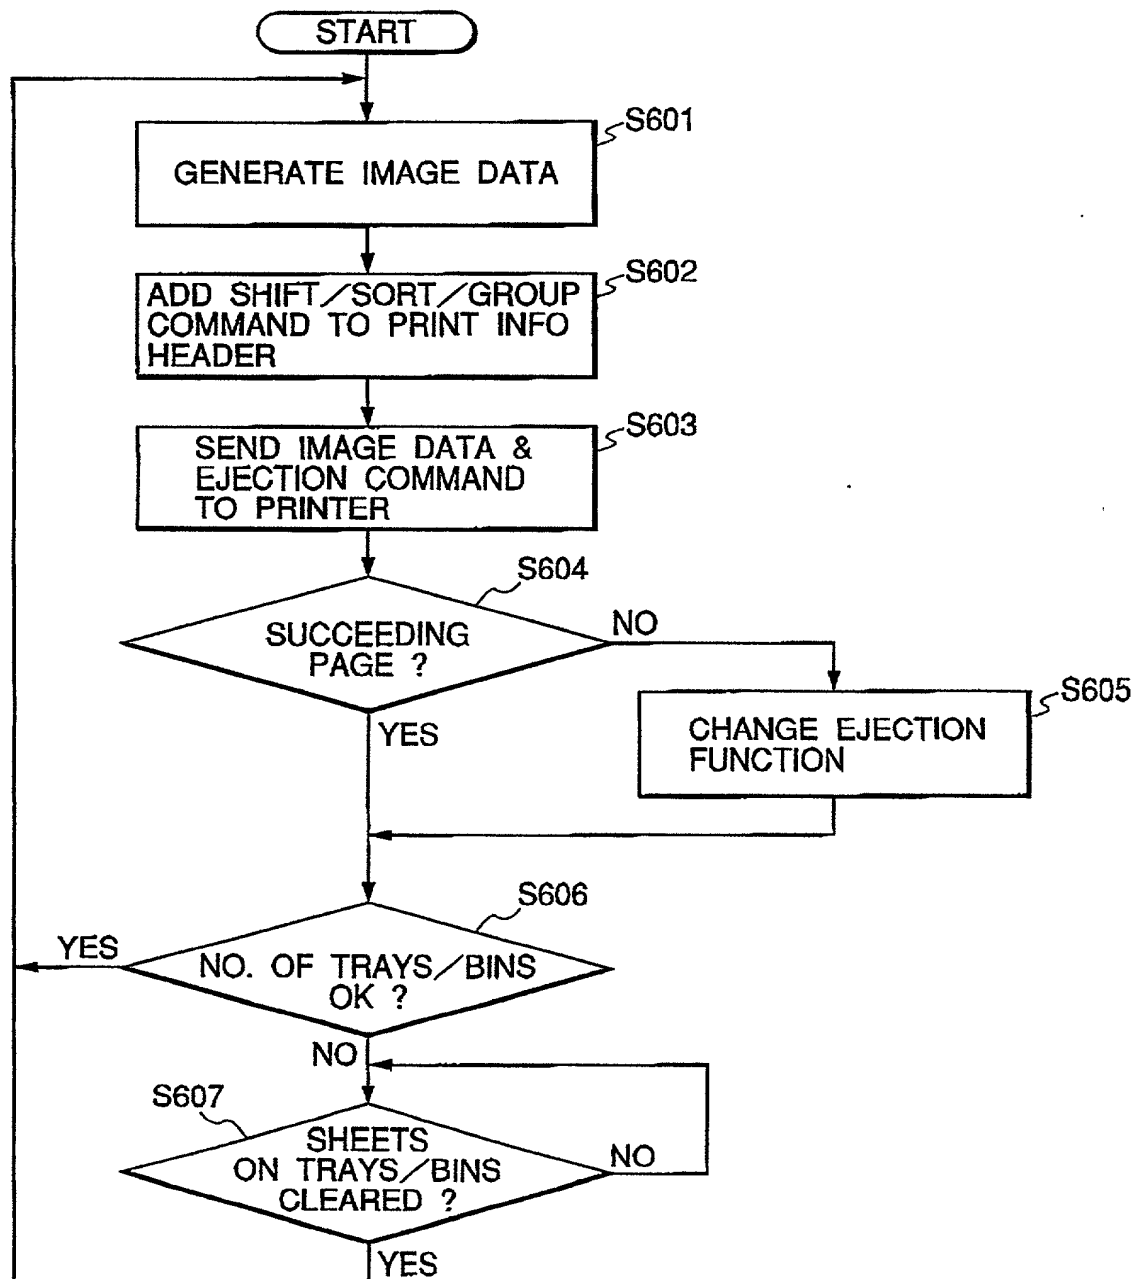 START
S601
GENERATE IMAGE DATA
S602
ADD SHIFT/SORT/GROUP
COMMAND TO PRINT INFO
HEADER
S603
SEND IMAGE DATA &
EJECTION COMMAND
TO PRINTER
S604
SUCCEEDING
PAGE ?
NO
YES
S605
CHANGE EJECTION
FUNCTION
S606
YES
NO. OF TRAYS/BINS
OK ?
NO
S607
SHEETS
ON TRAYS/BINS
CLEARED ?
NO
YES